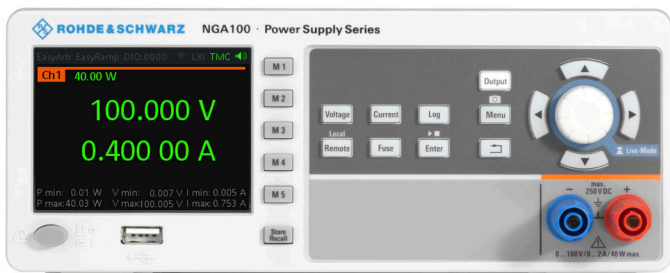 ROHDE & SCHWARZ NGA100 · Power Supply Series
EasyArb EasyRamp DIO:0000 LXI TMC
Ch1 40.00 W
100.000 V
0.400 00 A
P min: 0.01 W V min: 0.007 V I min: 0.005 A
P max:40.03 W V max:100.005 V I max: 0.753 A
M 1
M 2
M 3
M 4
M 5
Store
Recall
Output
Voltage Current Log Menu
Local
Remote Fuse Enter
Live-Mode
max.
250 V DC
− +
0...100 V / 0...2 A / 40 W max.